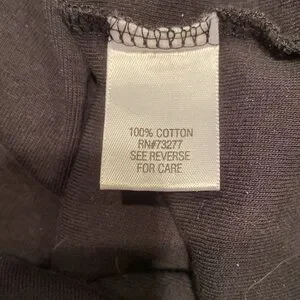 100% COTTON
RN#73277
SEE REVERSE
FOR CARE